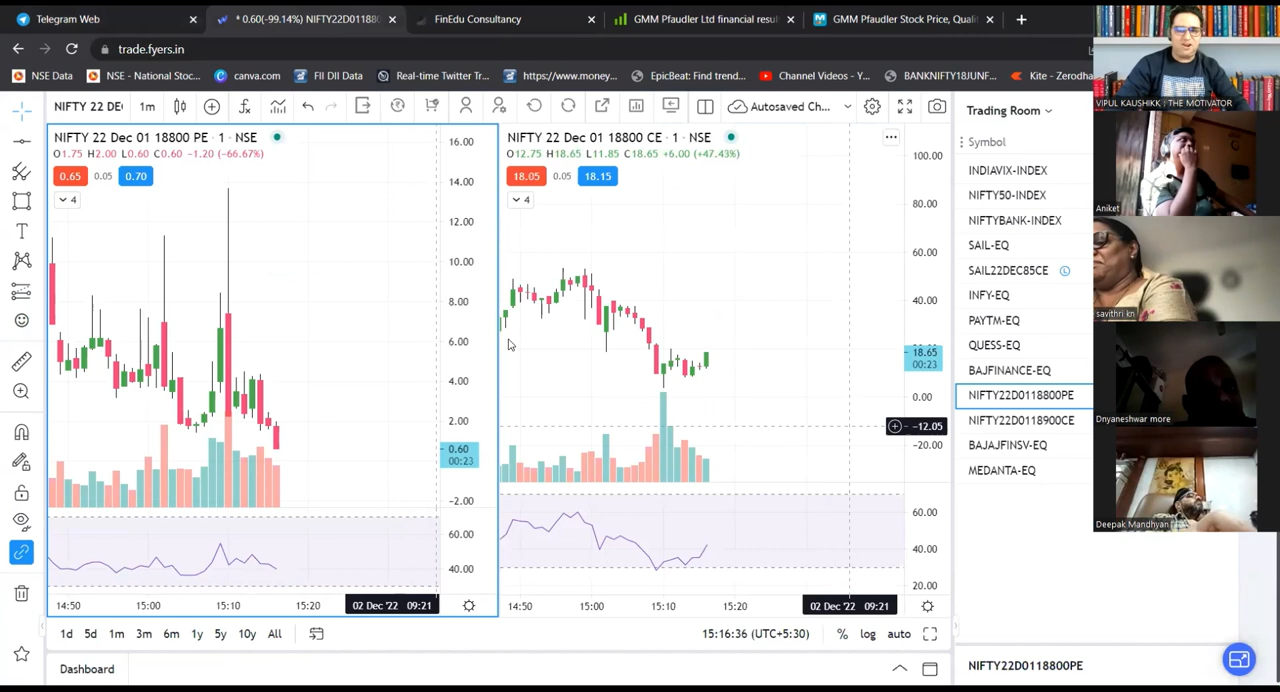 Telegram Web
* 0.60(-99.14%) NIFTY22D01188
FinEdu Consultancy
GMM Pfaudler Ltd financial resul
GMM Pfaudler Stock Price, Quali
trade.fyers.in
NSE Data
NSE - National Stoc...
canva.com
FII DII Data
Real-time Twitter Tr...
https://www.money...
EpicBeat: Find trend...
Channel Videos - Y...
BANKNIFTY18JUNF...
Kite - Zerodha
NIFTY 22 DEC
1m
Autosaved Ch...
NIFTY 22 Dec 01 18800 PE · 1 · NSE
O1.75 H2.00 L0.60 C0.60 −1.20 (−66.67%)
0.65 0.05 0.70
4
16.00
14.00
12.00
10.00
8.00
6.00
4.00
2.00
0.60
00:23
−2.00
60.00
40.00
14:50
15:00
15:10
15:20
02 Dec '22 09:21
NIFTY 22 Dec 01 18800 CE · 1 · NSE
O12.75 H18.65 L11.85 C18.65 +6.00 (+47.43%)
18.05 0.05 18.15
4
100.00
80.00
60.00
40.00
18.65
00:23
0.00
−12.05
−20.00
60.00
40.00
20.00
14:50
15:00
15:10
15:20
02 Dec '22 09:21
1d 5d 1m 3m 6m 1y 5y 10y All
15:16:36 (UTC+5:30)
% log auto
Dashboard
Trading Room
Symbol
INDIAVIX-INDEX
NIFTY50-INDEX
NIFTYBANK-INDEX
SAIL-EQ
SAIL22DEC85CE L
INFY-EQ
PAYTM-EQ
QUESS-EQ
BAJFINANCE-EQ
NIFTY22D0118800PE
NIFTY22D0118900CE
BAJAJFINSV-EQ
MEDANTA-EQ
NIFTY22D0118800PE
VIPUL KAUSHIKK : THE MOTIVATOR
Aniket
savithri kn
Dnyaneshwar more
Deepak Mandhyan